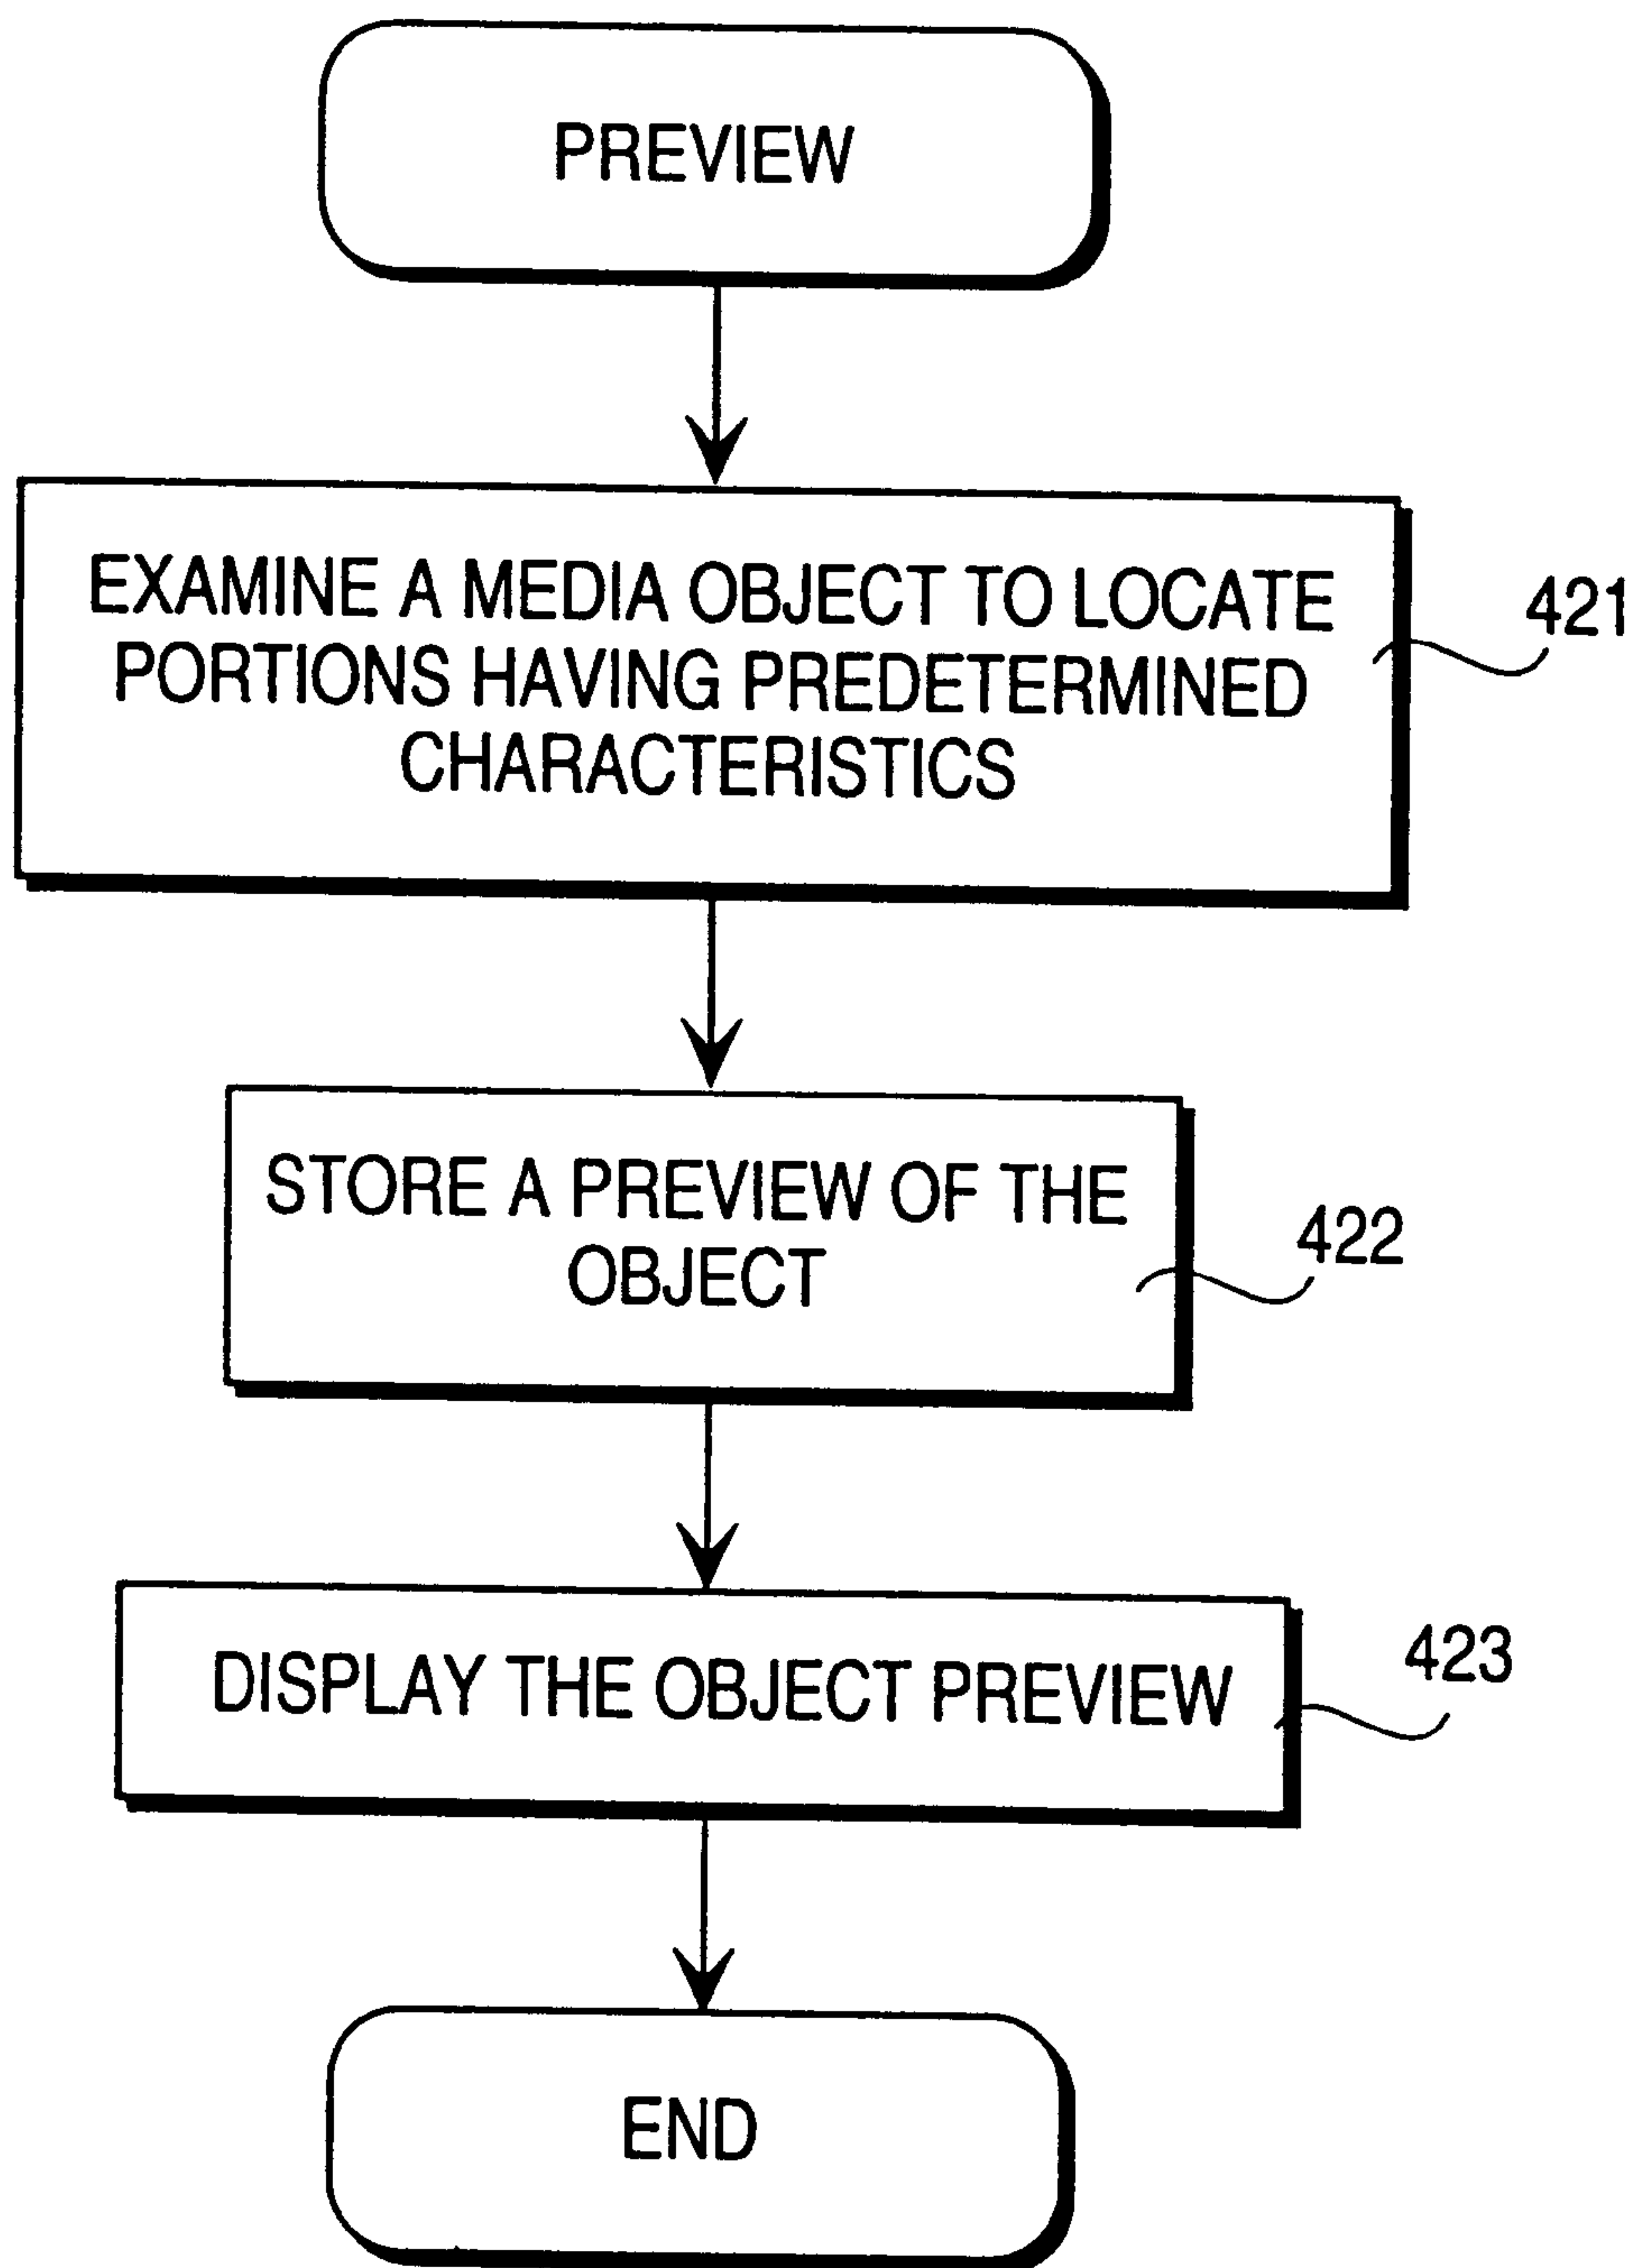 PREVIEW
EXAMINE A MEDIA OBJECT TO LOCATE
PORTIONS HAVING PREDETERMINED
CHARACTERISTICS
421
STORE A PREVIEW OF THE
OBJECT
422
DISPLAY THE OBJECT PREVIEW
423
END